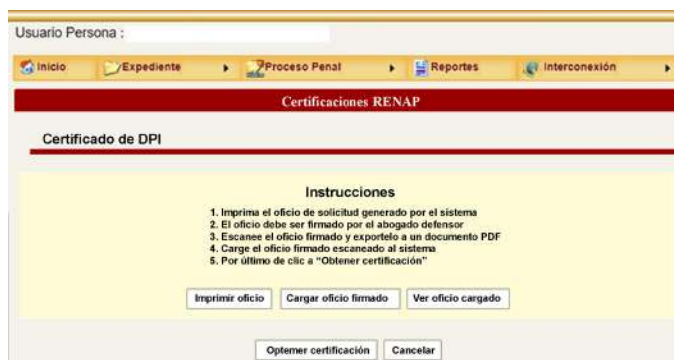 Usuario Persona :
Inicio Expediente Proceso Penal Reportes Interconexión
Certificaciones RENAP
Certificado de DPI
Instrucciones
1. Imprima el oficio de solicitud generado por el sistema
2. El oficio debe ser firmado por el abogado defensor
3. Escanee el oficio firmado y exportelo a un documento PDF
4. Carge el oficio firmado escaneado al sistema
5. Por último de clic a "Obtener certificación"
Imprimir oficio Cargar oficio firmado Ver oficio cargado
Optemer certificación Cancelar